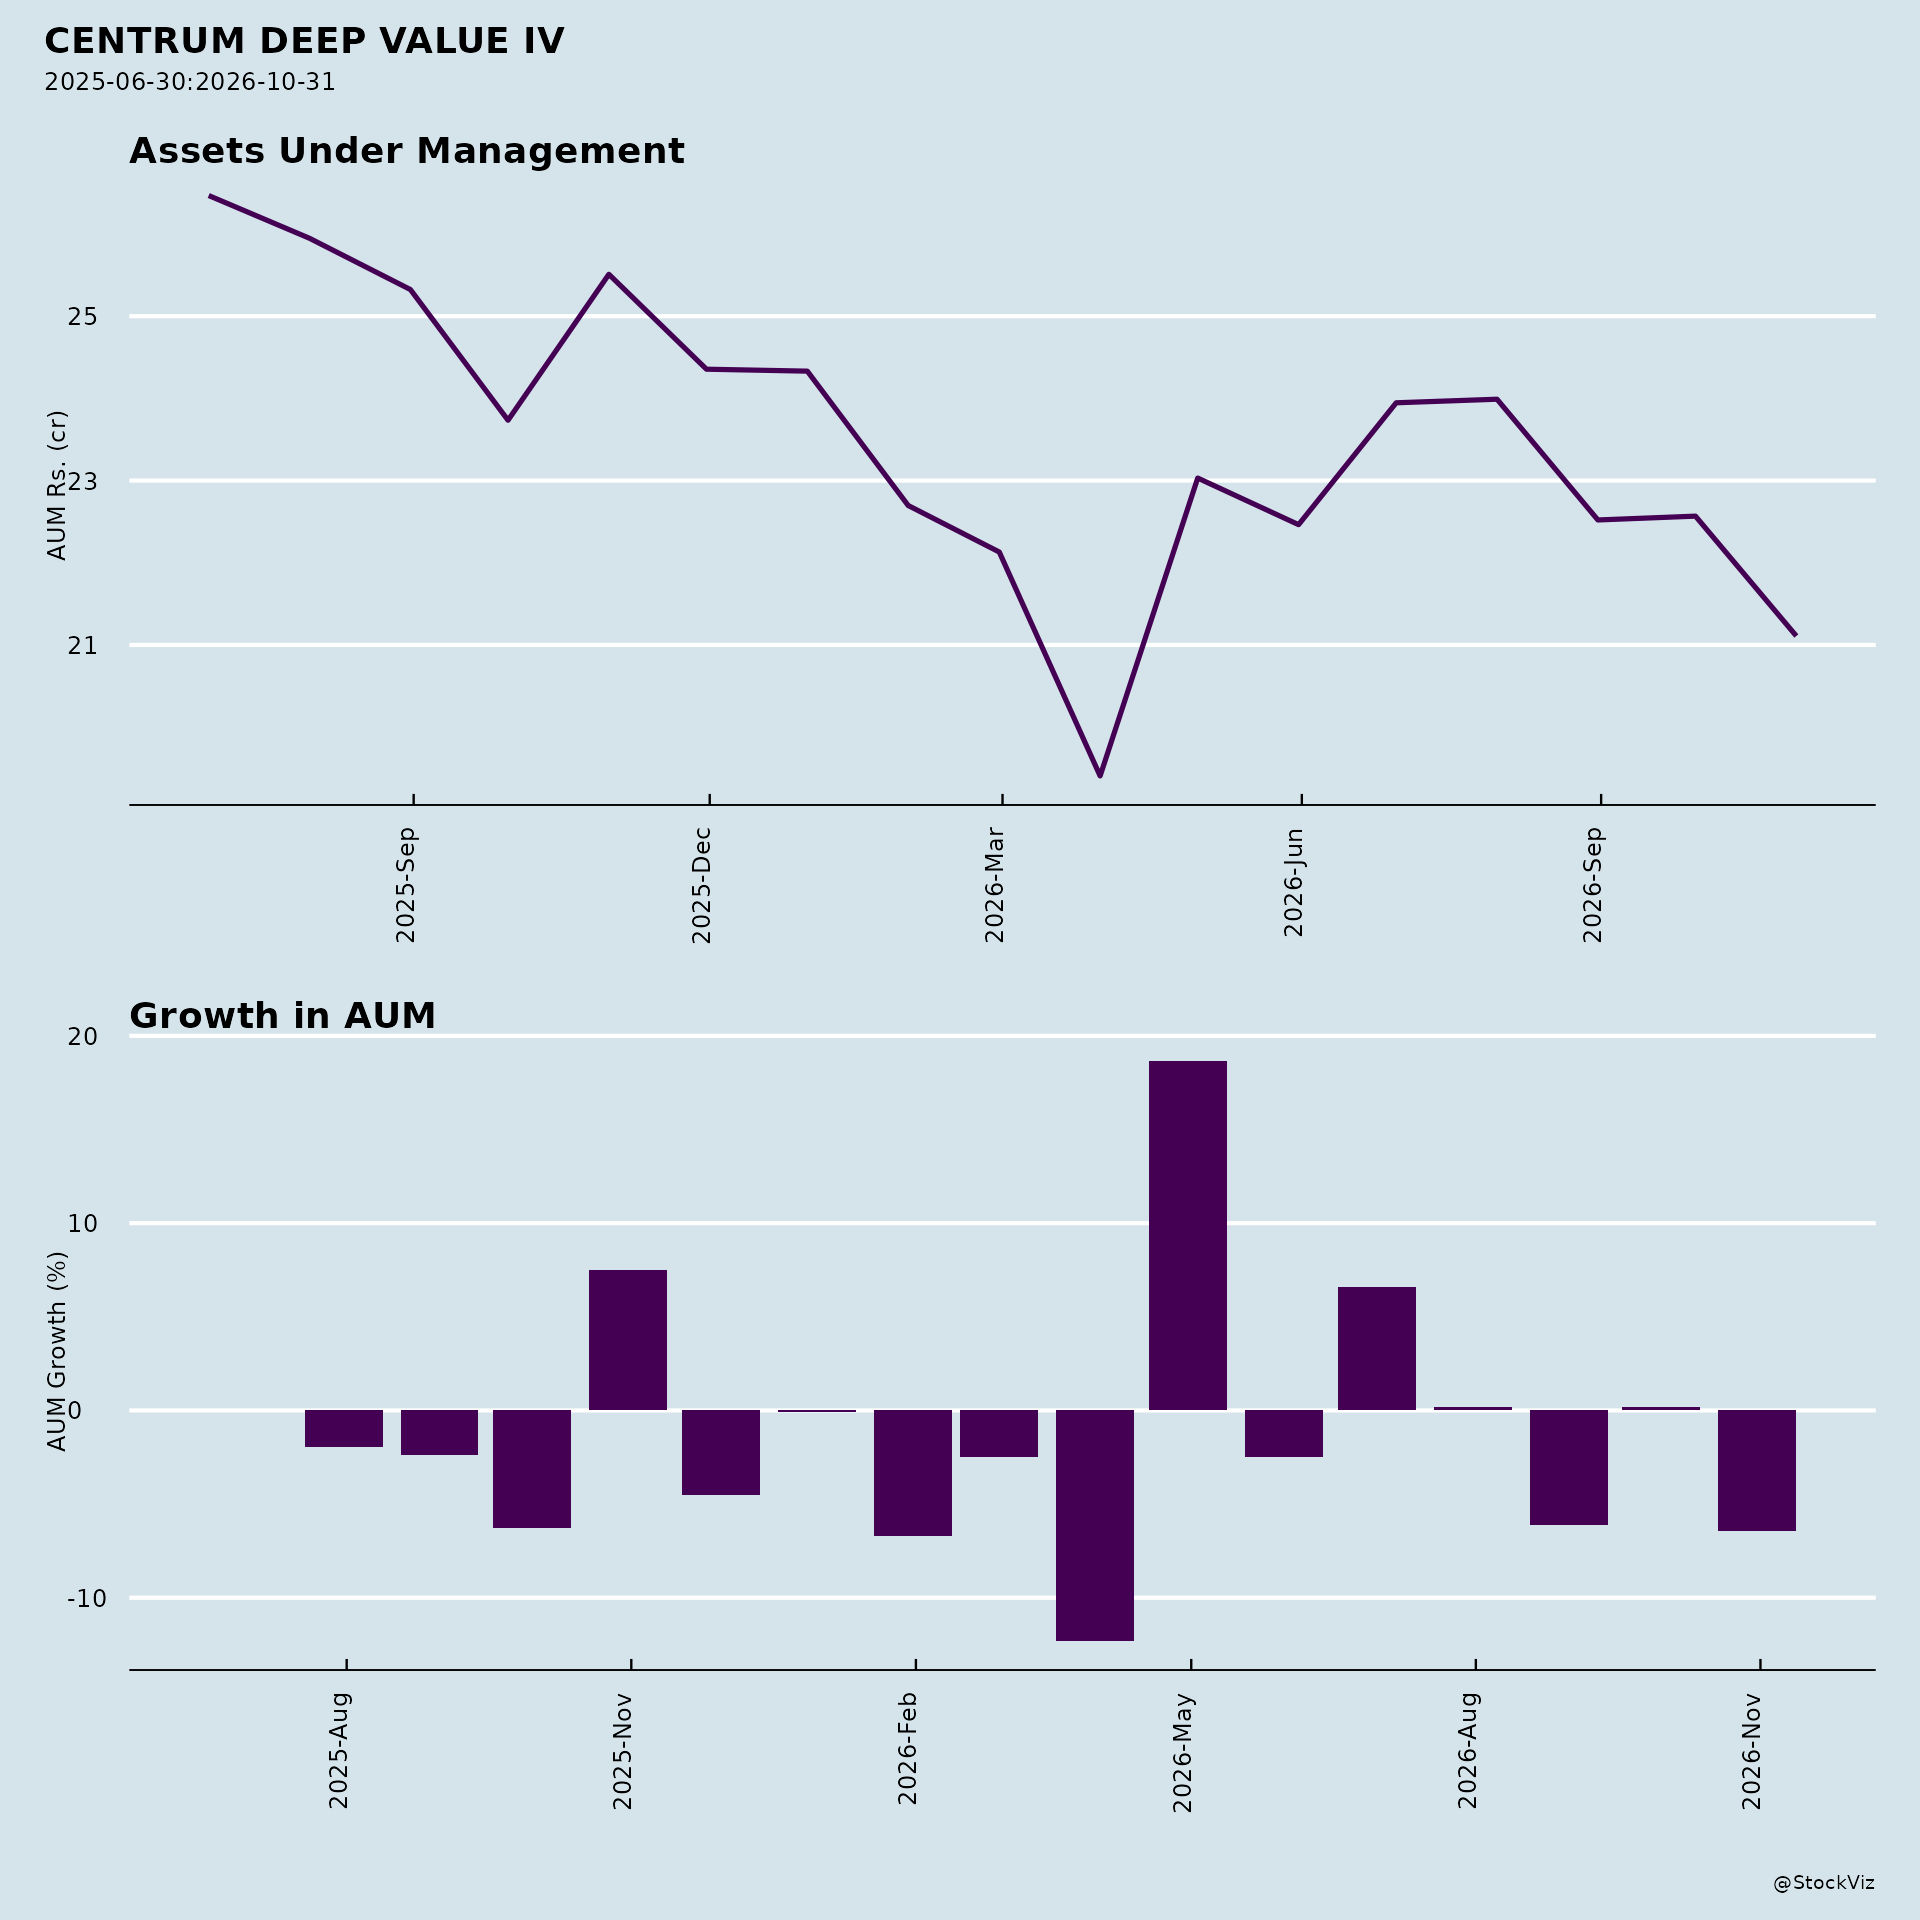 CENTRUM DEEP VALUE IV
2025-06-30:2026-10-31
Assets Under Management
AUM Rs. (cr)
25
23
21
2025-Sep
2025-Dec
2026-Mar
2026-Jun
2026-Sep
Growth in AUM
AUM Growth (%)
20
10
0
-10
2025-Aug
2025-Nov
2026-Feb
2026-May
2026-Aug
2026-Nov
@StockViz